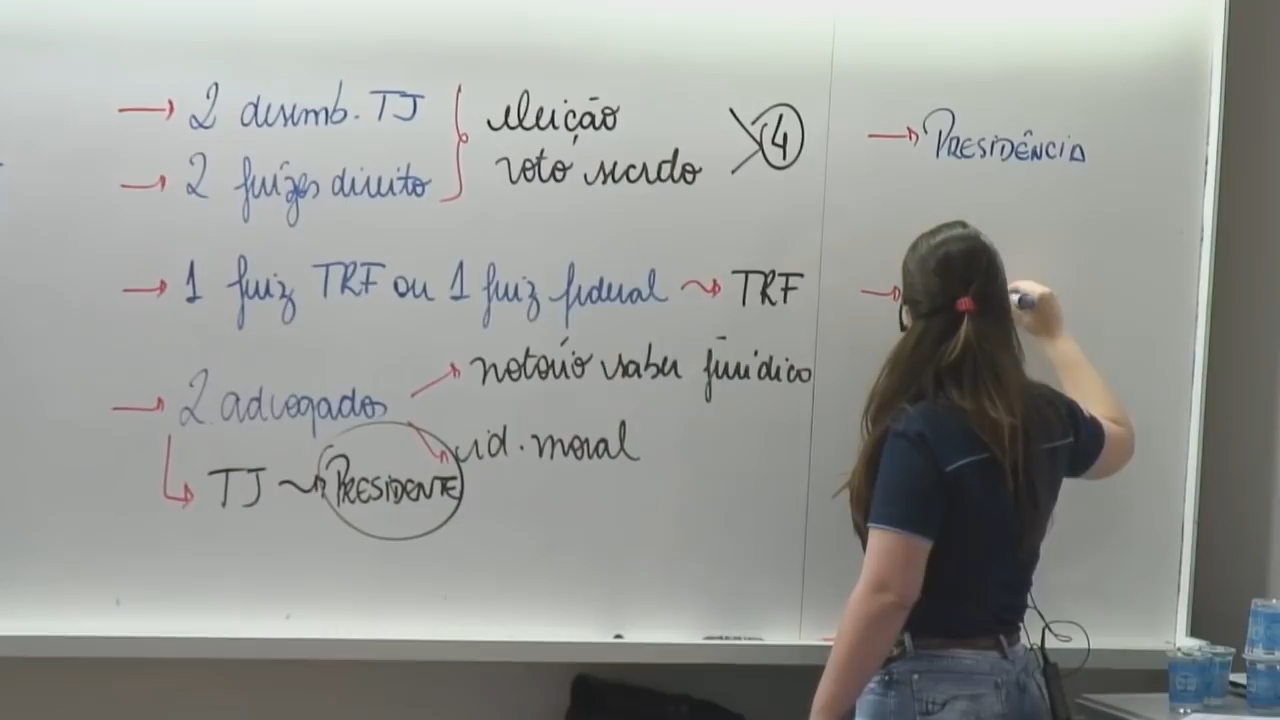 2 desemb. TJ
2 juízes direito
eleição
voto secreto
4
1 juiz TRF ou 1 juiz federal
TRF
2 advogados
notório saber jurídico
id. moral
TJ
PRESIDENTE
PRESIDÊNCIA